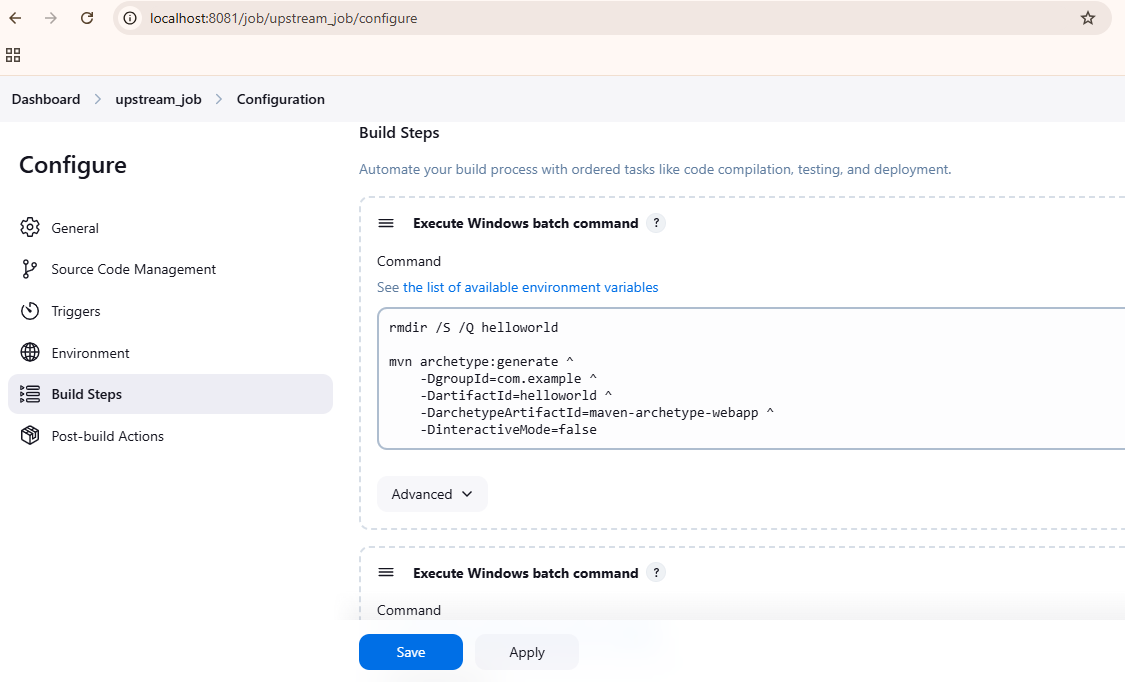 localhost:8081/job/upstream_job/configure
Dashboard > upstream_job > Configuration
Configure
General
Source Code Management
Triggers
Environment
Build Steps
Post-build Actions
Build Steps
Automate your build process with ordered tasks like code compilation, testing, and deployment.
Execute Windows batch command ?
Command
See the list of available environment variables
rmdir /S /Q helloworld
mvn archetype:generate ^
    -DgroupId=com.example ^
    -DartifactId=helloworld ^
    -DarchetypeArtifactId=maven-archetype-webapp ^
    -DinteractiveMode=false
Advanced
Execute Windows batch command ?
Command
Save
Apply